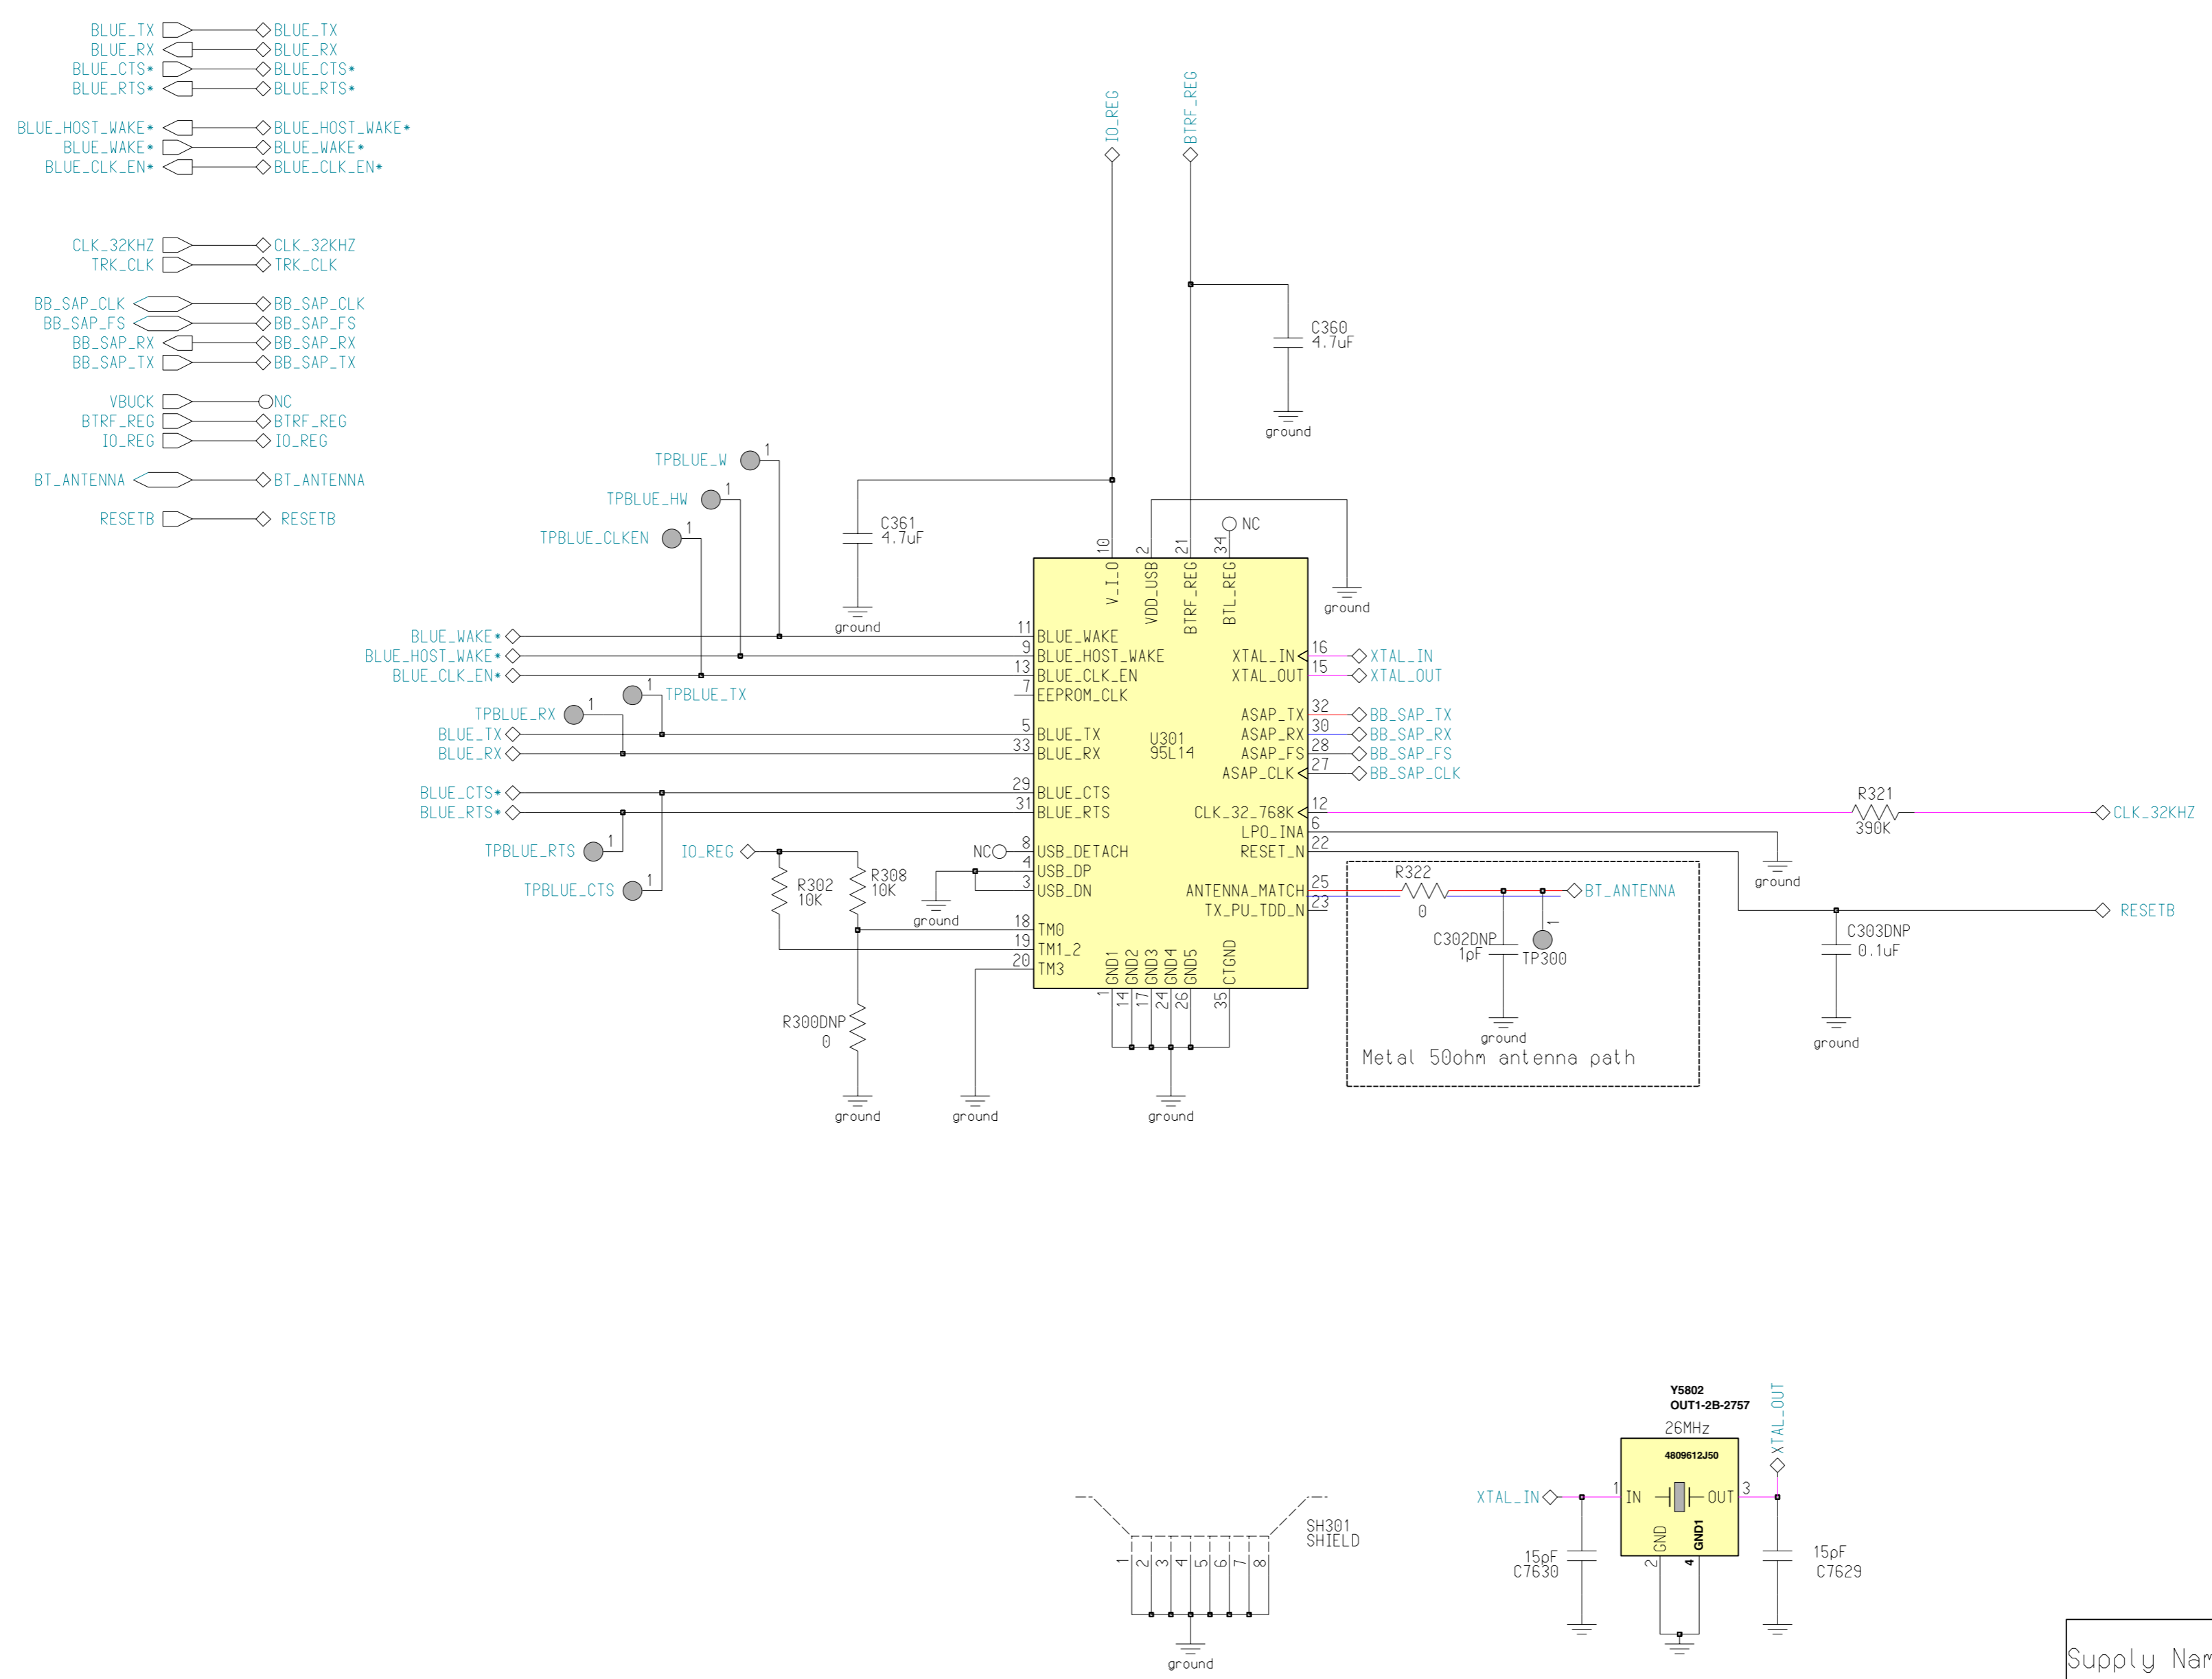 BLUE_TX BLUE_TX
BLUE_RX BLUE_RX
BLUE_CTS* BLUE_CTS*
BLUE_RTS* BLUE_RTS*
BLUE_HOST_WAKE* BLUE_HOST_WAKE*
BLUE_WAKE* BLUE_WAKE*
BLUE_CLK_EN* BLUE_CLK_EN*
CLK_32KHZ CLK_32KHZ
TRK_CLK TRK_CLK
BB_SAP_CLK BB_SAP_CLK
BB_SAP_FS BB_SAP_FS
BB_SAP_RX BB_SAP_RX
BB_SAP_TX BB_SAP_TX
VBUCK NC
BTRF_REG BTRF_REG
IO_REG IO_REG
BT_ANTENNA BT_ANTENNA
RESETB RESETB
IO_REG
BTRF_REG
C360
4.7uF
ground
TPBLUE_W 1
TPBLUE_HW 1
TPBLUE_CLKEN 1
C361
4.7uF
ground
10 V_I_O
2 VDD_USB
21 BTRF_REG
34 BTL_REG
NC
ground
BLUE_WAKE* 11 BLUE_WAKE
BLUE_HOST_WAKE* 9 BLUE_HOST_WAKE
BLUE_CLK_EN* 13 BLUE_CLK_EN
7 EEPROM_CLK
1 TPBLUE_TX
TPBLUE_RX 1
BLUE_TX 5 BLUE_TX
BLUE_RX 33 BLUE_RX
BLUE_CTS* 29 BLUE_CTS
BLUE_RTS* 31 BLUE_RTS
TPBLUE_RTS 1
TPBLUE_CTS 1
IO_REG
R302
10K
R308
10K
NC 8 USB_DETACH
4 USB_DP
3 USB_DN
ground
18 TM0
19 TM1_2
20 TM3
R300DNP
0
ground
ground
U301
95L14
XTAL_IN 16 XTAL_IN
XTAL_OUT 15 XTAL_OUT
ASAP_TX 32 BB_SAP_TX
ASAP_RX 30 BB_SAP_RX
ASAP_FS 28 BB_SAP_FS
ASAP_CLK 27 BB_SAP_CLK
CLK_32_768K 12
R321
390K
CLK_32KHZ
LPO_INA 6
ground
RESET_N 22
ANTENNA_MATCH 25
R322
0
BT_ANTENNA
TX_PU_TDD_N 23
C302DNP
1pF
1
TP300
ground
Metal 50ohm antenna path
RESETB
C303DNP
0.1uF
ground
GND1 1
GND2 14
GND3 17
GND4 24
GND5 26
CTGND 35
ground
SH301
SHIELD
1 2 3 4 5 6 7 8
ground
Y5802
OUT1-2B-2757
26MHz
4809612J50
XTAL_OUT
XTAL_IN 1 IN OUT 3
GND 2
GND1 4
15pF
C7630
15pF
C7629
Supply